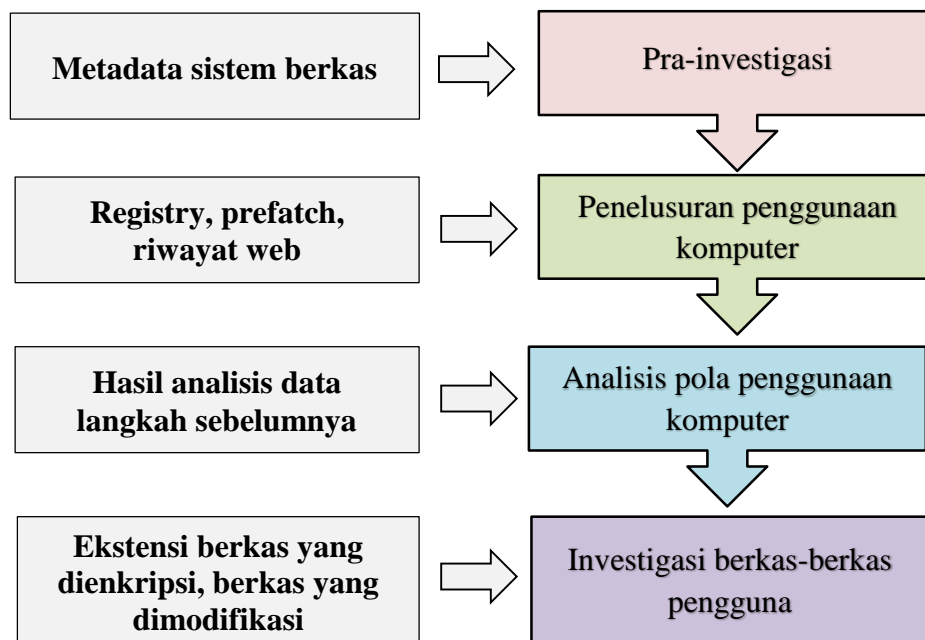 Metadata sistem berkas
Pra-investigasi
Registry, prefatch,
riwayat web
Penelusuran penggunaan
komputer
Hasil analisis data
langkah sebelumnya
Analisis pola penggunaan
komputer
Ekstensi berkas yang
dienkripsi, berkas yang
dimodifikasi
Investigasi berkas-berkas
pengguna